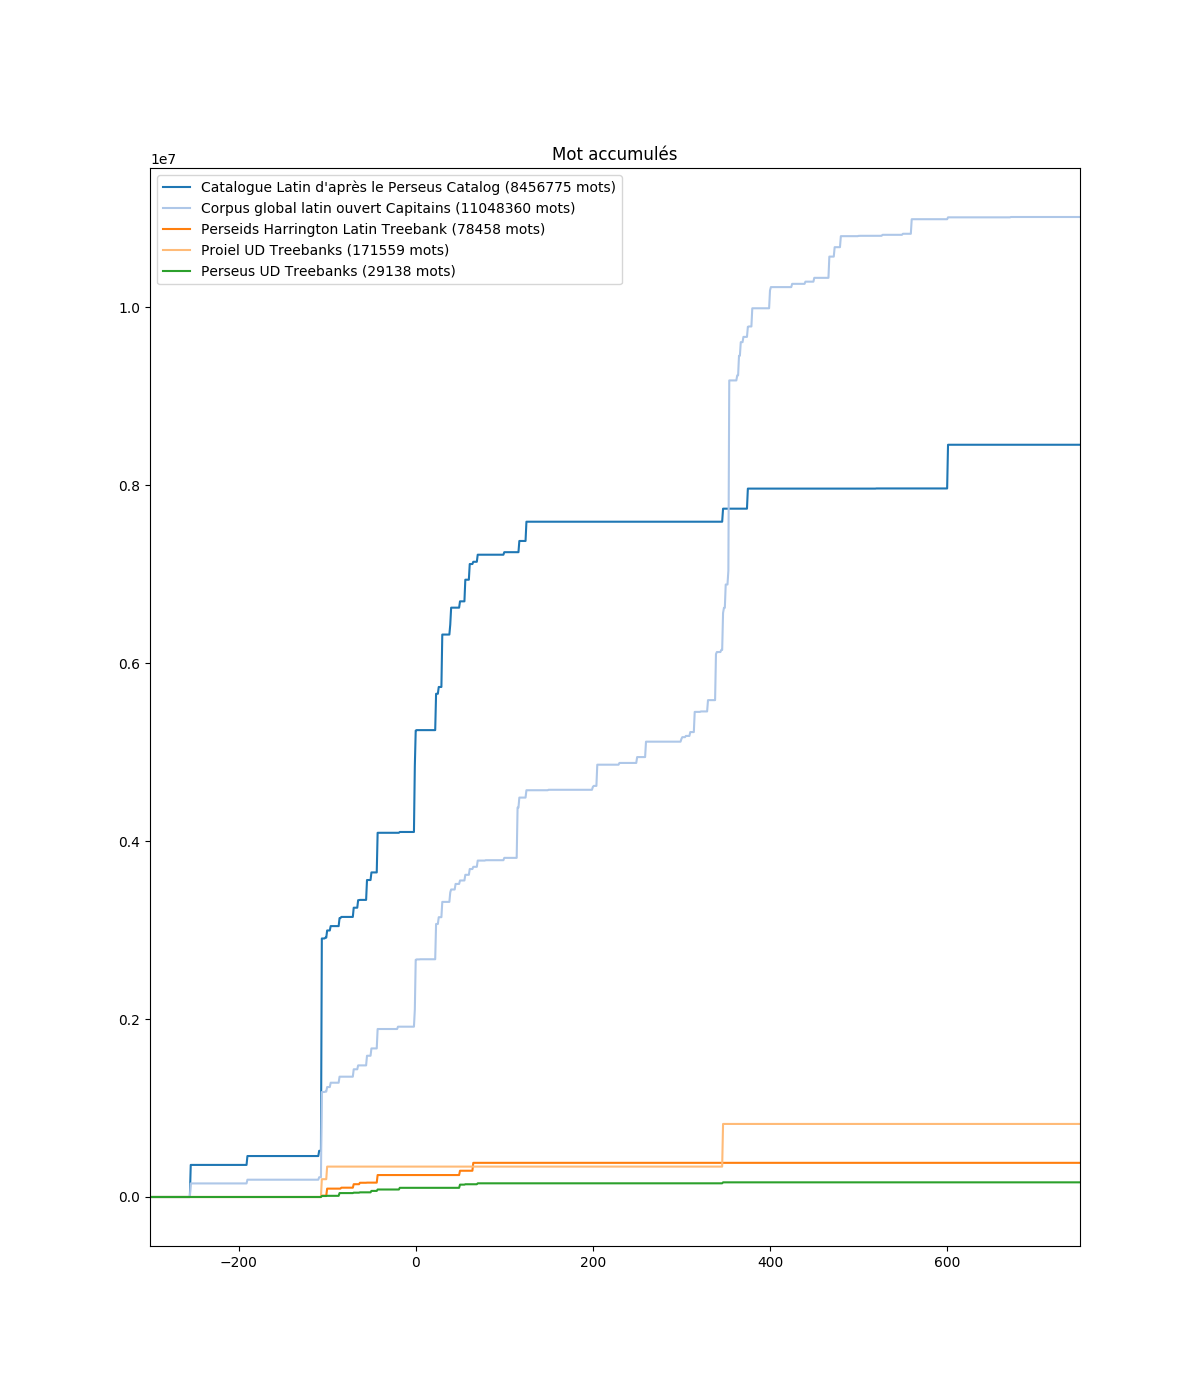 Mot accumulés
1e7
Catalogue Latin d'après le Perseus Catalog (8456775 mots)
Corpus global latin ouvert Capitains (11048360 mots)
Perseids Harrington Latin Treebank (78458 mots)
Proiel UD Treebanks (171559 mots)
Perseus UD Treebanks (29138 mots)
1.0
0.8
0.6
0.4
0.2
0.0
−200 0 200 400 600